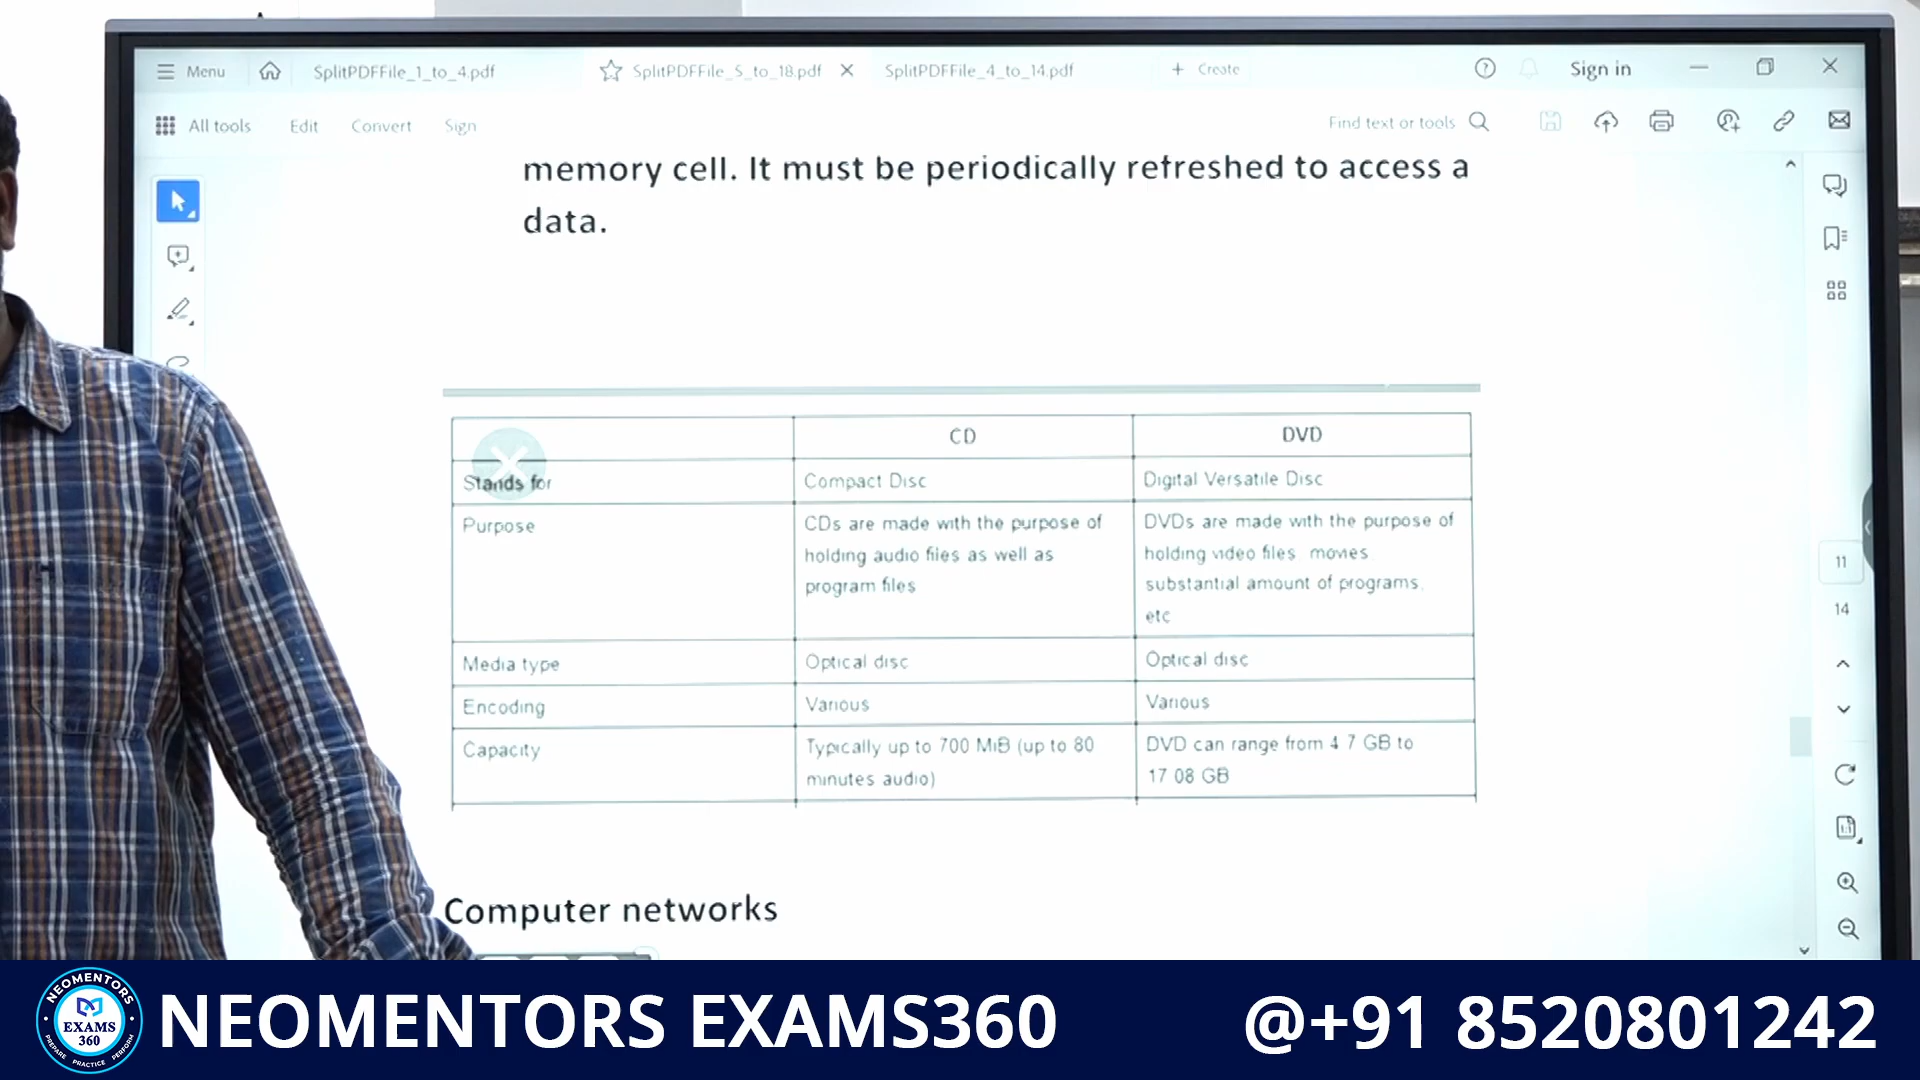 Menu
SplitPDFFile_1_to_4.pdf
SplitPDFFile_5_to_18.pdf
SplitPDFFile_4_to_14.pdf
+ Create
Sign in
All tools
Edit
Convert
Sign
Find text or tools
memory cell. It must be periodically refreshed to access a
data.
CD
DVD
Stands for
Compact Disc
Digital Versatile Disc
Purpose
CDs are made with the purpose of
holding audio files as well as
program files
DVDs are made with the purpose of
holding video files movies
substantial amount of programs,
etc
Media type
Optical disc
Optical disc
Encoding
Various
Various
Capacity
Typically up to 700 MiB (up to 80
minutes audio)
DVD can range from 4 7 GB to
17 08 GB
11
14
Computer networks
NEOMENTORS
EXAMS
360
PREPARE PRACTICE PERFORM
NEOMENTORS EXAMS360
@+91 8520801242